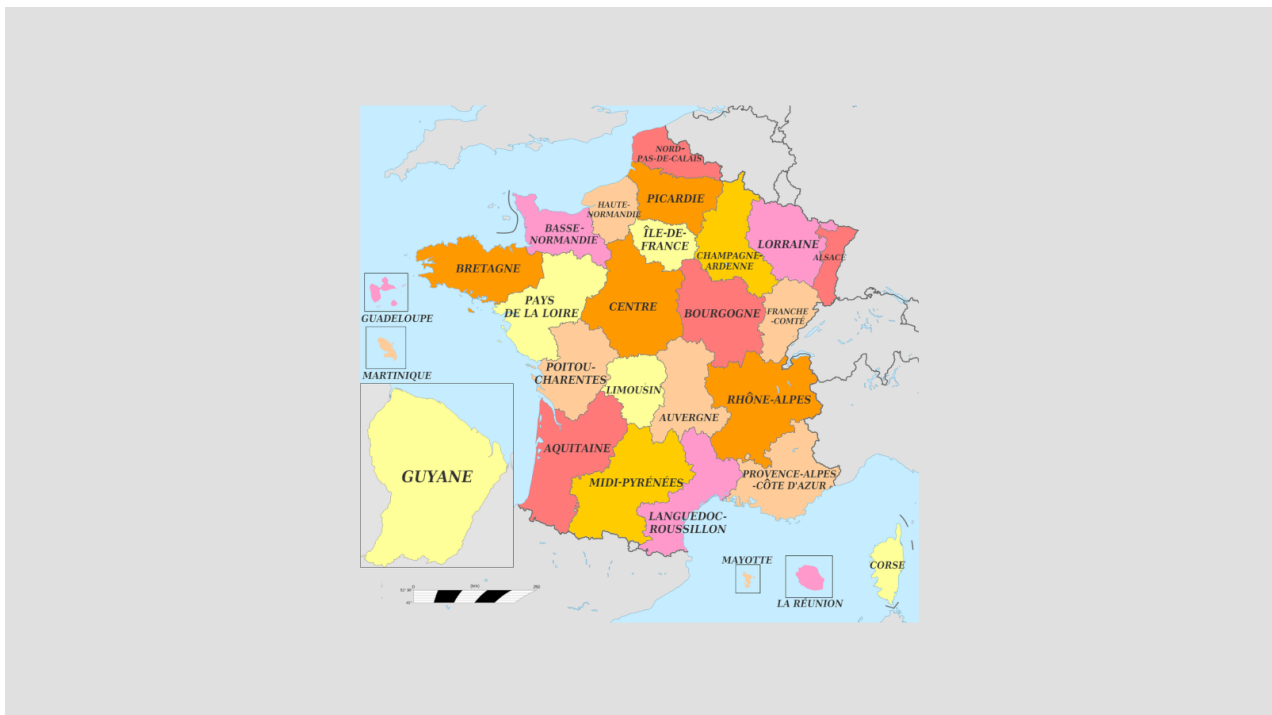 NORD-
PAS-DE-CALAIS
PICARDIE
HAUTE-
NORMANDIE
BASSE-
NORMANDIE
ÎLE-DE-
FRANCE
LORRAINE
CHAMPAGNE-
ARDENNE
ALSACE
BRETAGNE
PAYS
DE LA LOIRE
CENTRE
BOURGOGNE
FRANCHE
-COMTÉ
GUADELOUPE
MARTINIQUE
POITOU-
CHARENTES
LIMOUSIN
AUVERGNE
RHÔNE-ALPES
AQUITAINE
GUYANE
MIDI-PYRÉNÉES
PROVENCE-ALPES
-CÔTE D'AZUR -
LANGUEDOC-
ROUSSILLON
MAYOTTE
LA RÉUNION
CORSE